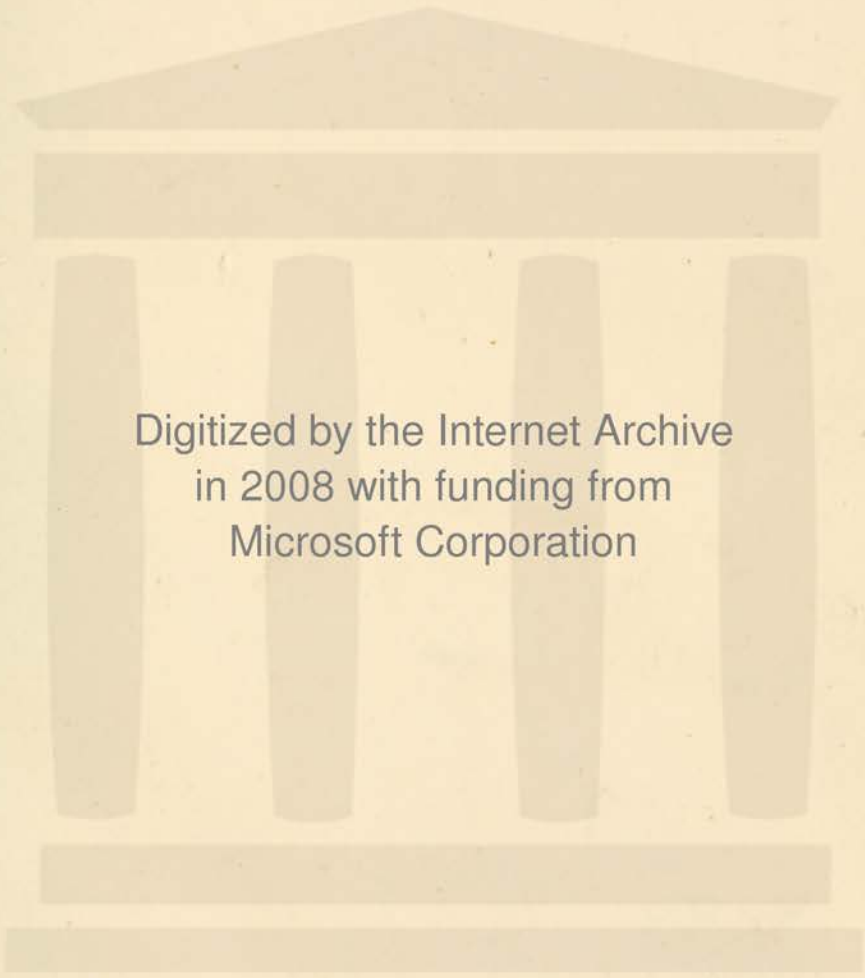 Digitized by the Internet Archive
in 2008 with funding from
Microsoft Corporation